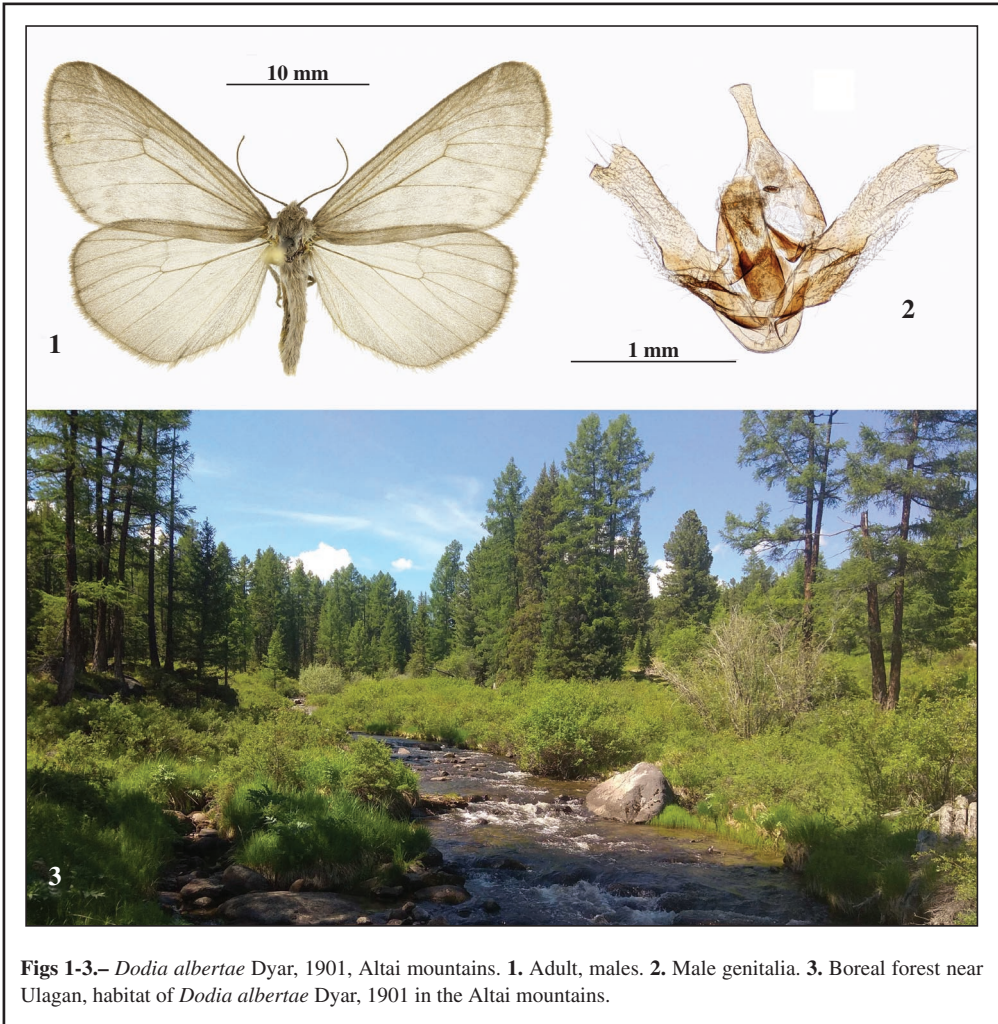 10 mm
1
2
1 mm
3
Figs 1-3.– Dodia albertae Dyar, 1901, Altai mountains. 1. Adult, males. 2. Male genitalia. 3. Boreal forest near
Ulagan, habitat of Dodia albertae Dyar, 1901 in the Altai mountains.